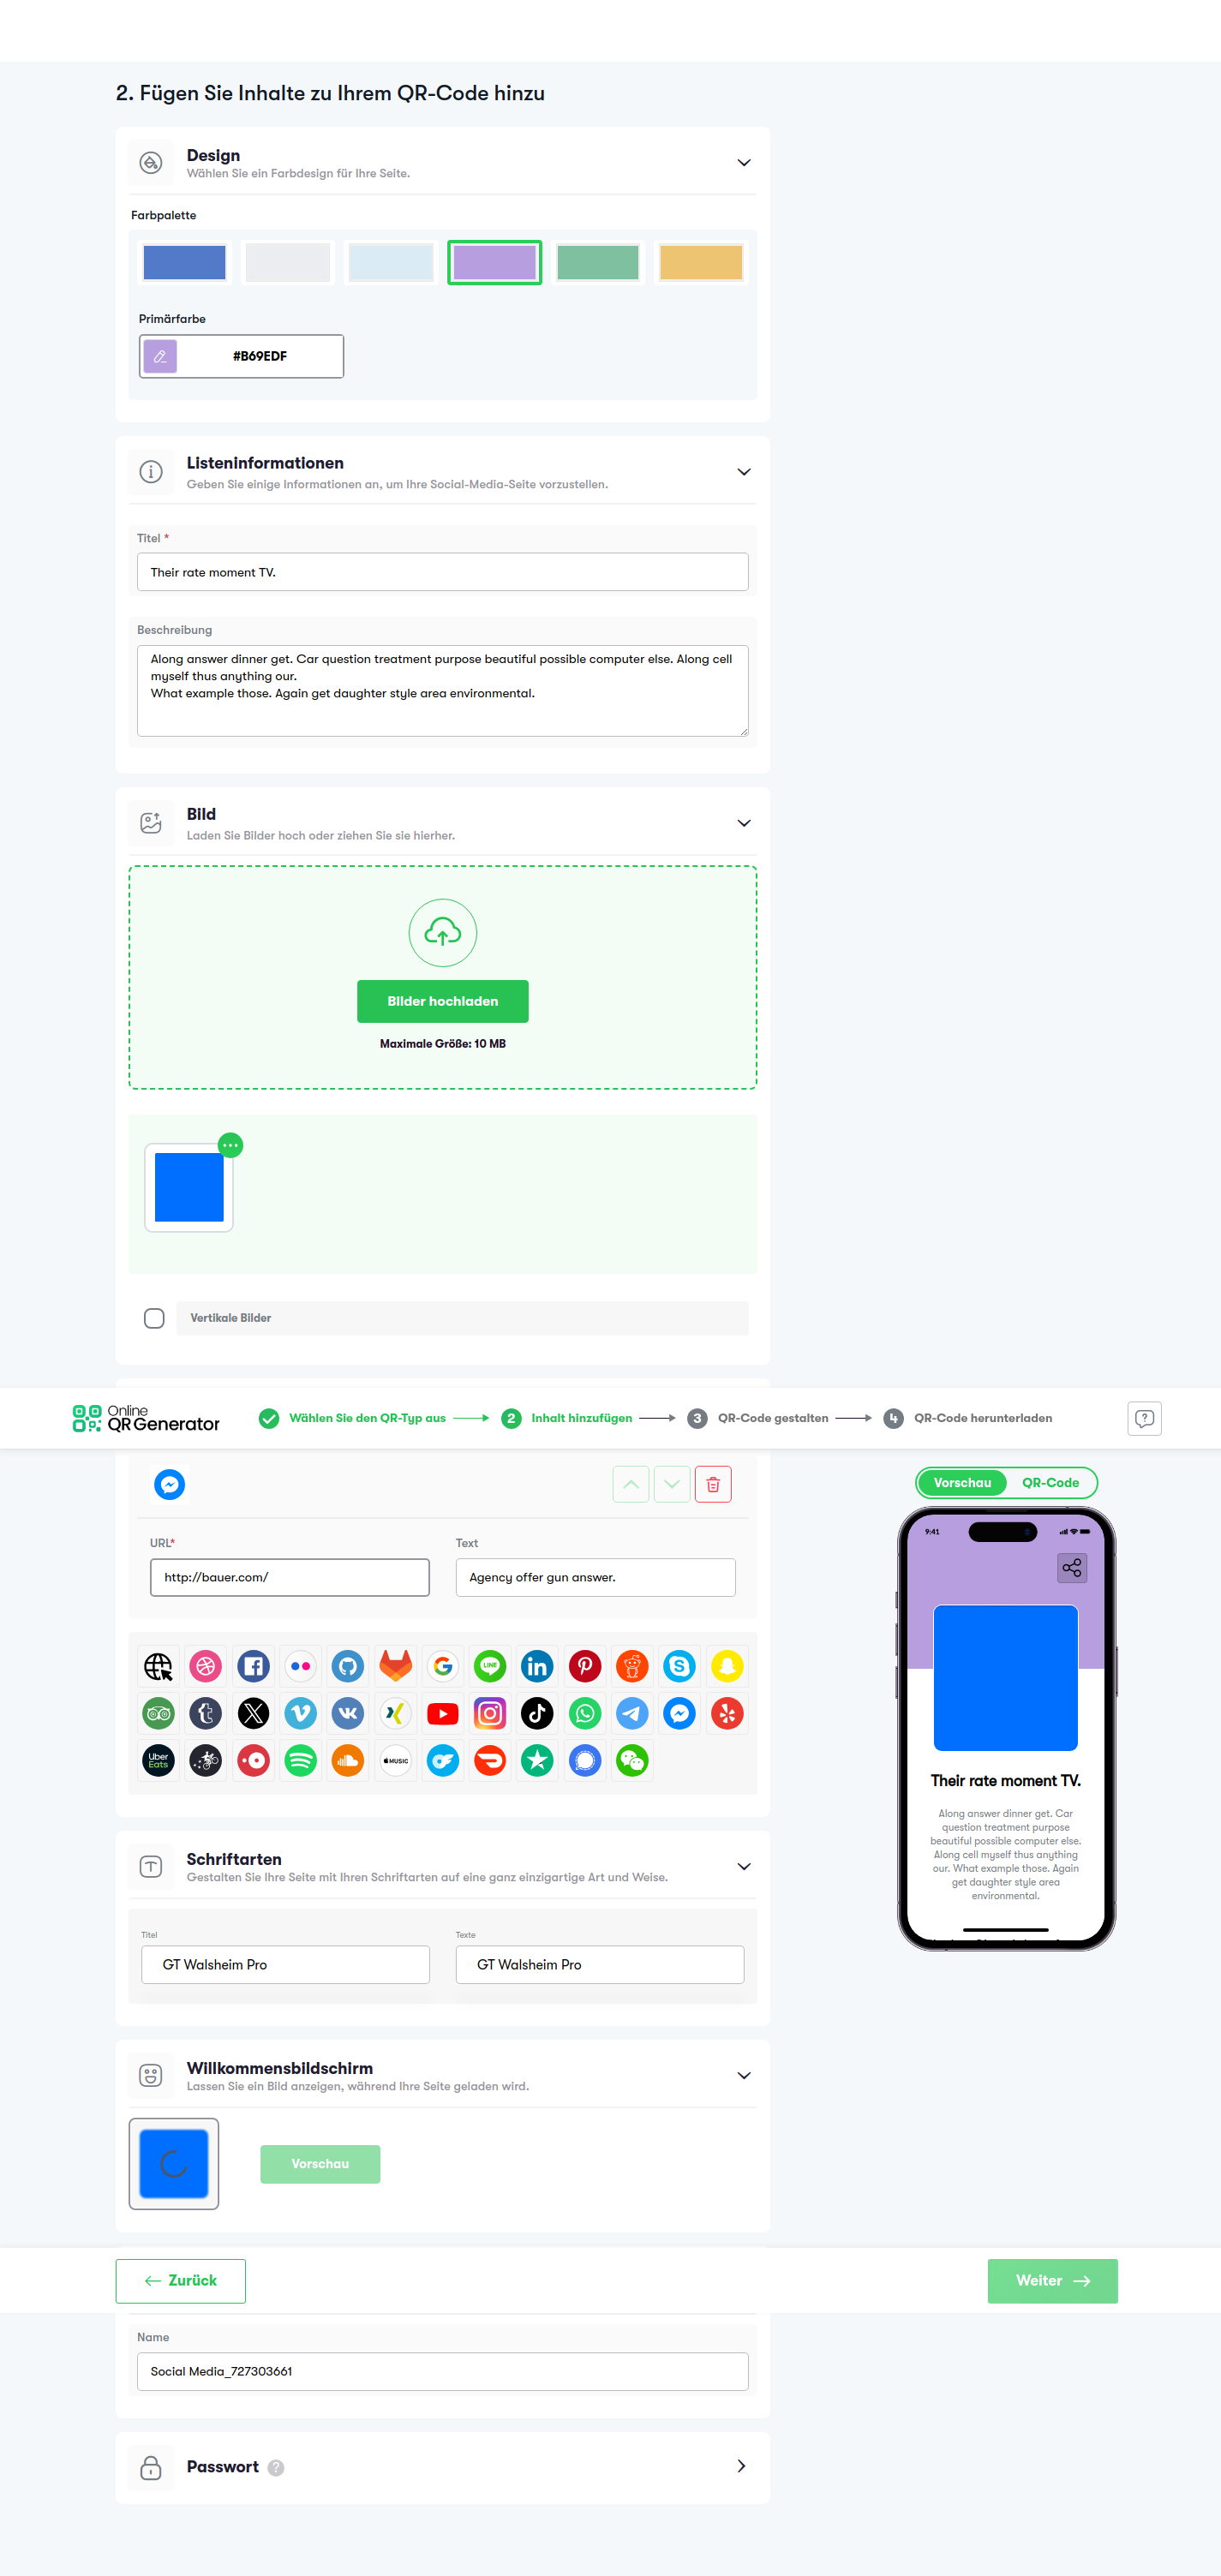 2. Fügen Sie Inhalte zu Ihrem QR-Code hinzu
Design
Wählen Sie ein Farbdesign für Ihre Seite.
Farbpalette
Primärfarbe
#B69EDF
Listeninformationen
Geben Sie einige Informationen an, um Ihre Social-Media-Seite vorzustellen.
Titel *
Their rate moment TV.
Beschreibung
Along answer dinner get. Car question treatment purpose beautiful possible computer else. Along cell
myself thus anything our.
What example those. Again get daughter style area environmental.
Bild
Laden Sie Bilder hoch oder ziehen Sie sie hierher.
Bilder hochladen
Maximale Größe: 10 MB
Vertikale Bilder
Online
QR Generator
Wählen Sie den QR-Typ aus
2 Inhalt hinzufügen
3 QR-Code gestalten
4 QR-Code herunterladen
Vorschau
QR-Code
URL*
Text
http://bauer.com/
Agency offer gun answer.
LINE
Uber
Eats
MUSIC
9:41
Their rate moment TV.
Along answer dinner get. Car
question treatment purpose
beautiful possible computer else.
Along cell myself thus anything
our. What example those. Again
get daughter style area
environmental.
Schriftarten
Gestalten Sie Ihre Seite mit Ihren Schriftarten auf eine ganz einzigartige Art und Weise.
Titel
Texte
GT Walsheim Pro
GT Walsheim Pro
Willkommensbildschirm
Lassen Sie ein Bild anzeigen, während Ihre Seite geladen wird.
Vorschau
Zurück
Weiter
Name
Social Media_727303661
Passwort ?